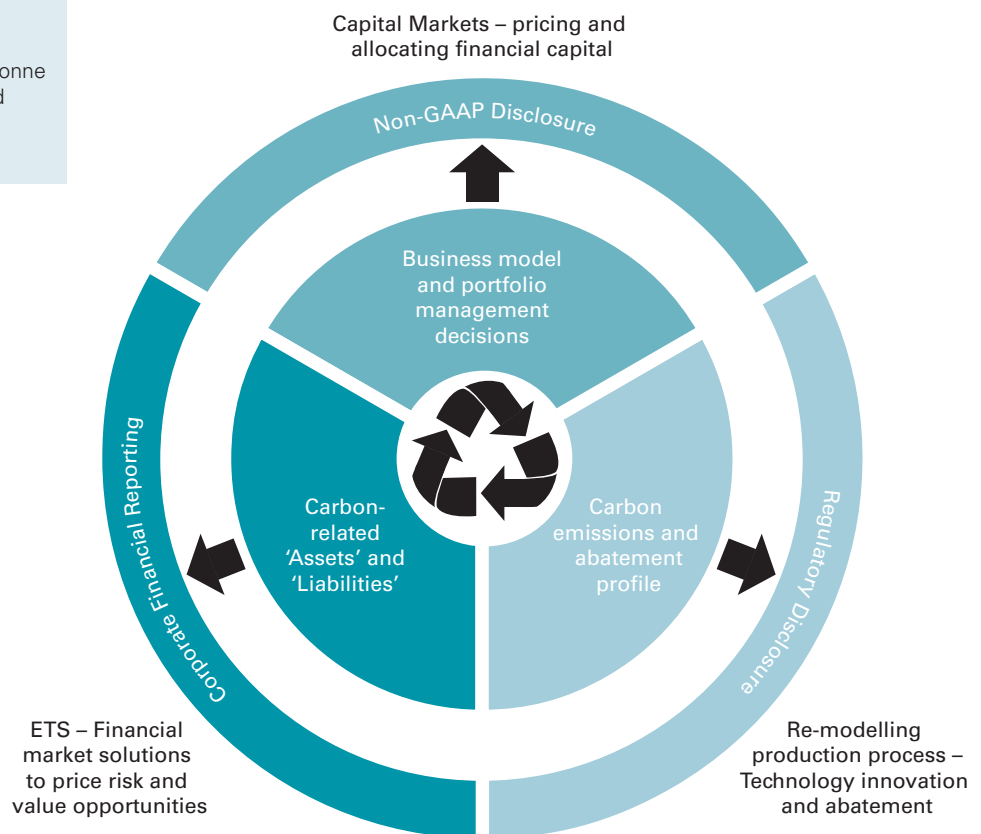 Capital Markets – pricing and
allocating financial capital
Non-GAAP Disclosure
Business model
and portfolio
management
decisions
Corporate Financial Reporting
Carbon-
related
‘Assets’ and
‘Liabilities’
Carbon
emissions and
abatement
profile
Regulatory Disclosure
ETS – Financial
market solutions
to price risk and
value opportunities
Re-modelling
production process –
Technology innovation
and abatement